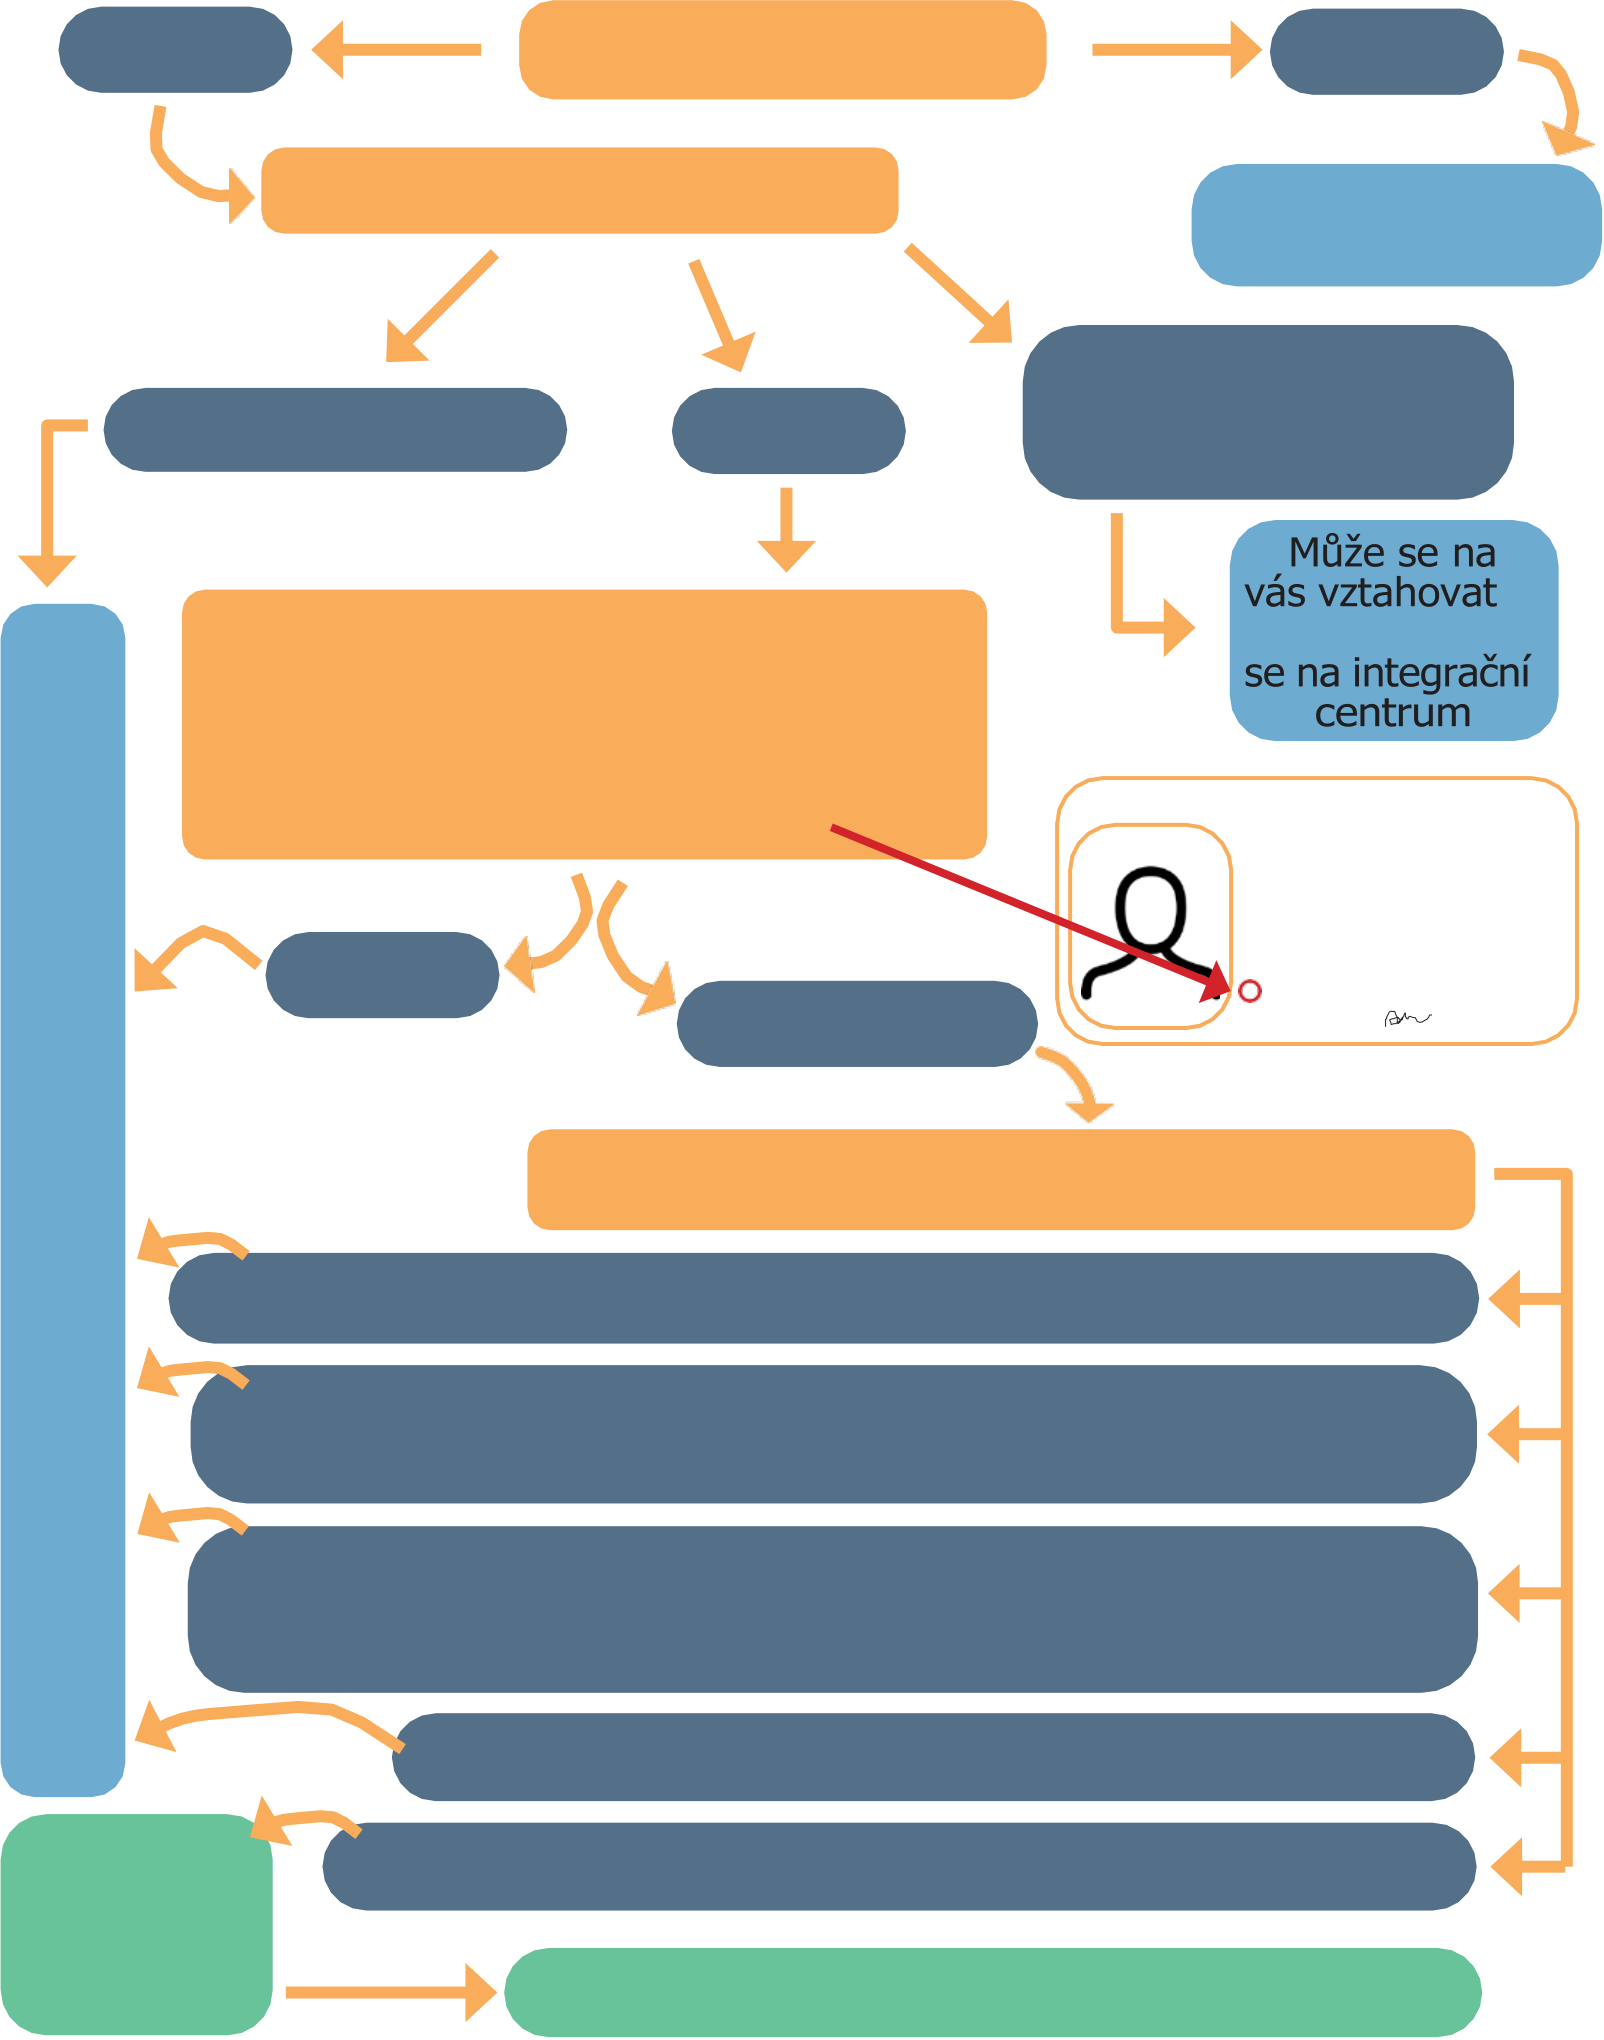 Může se na
vás vztahovat
se na integrační
centrum